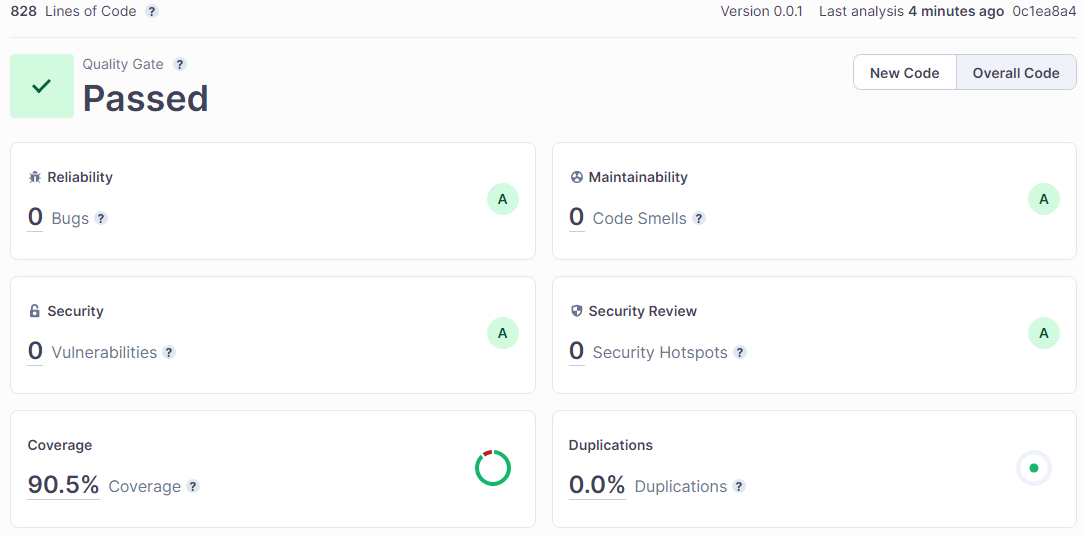 828 Lines of Code ? Version 0.0.1 Last analysis 4 minutes ago 0c1ea8a4
Quality Gate ?
Passed
New Code Overall Code
Reliability
0 Bugs ?
A
Maintainability
0 Code Smells ?
A
Security
0 Vulnerabilities ?
A
Security Review
0 Security Hotspots ?
A
Coverage
90.5% Coverage ?
Duplications
0.0% Duplications ?